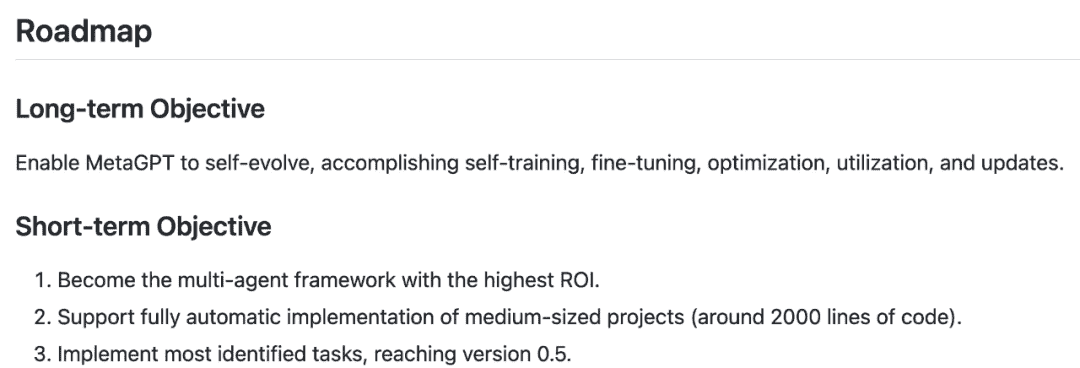 Roadmap
Long-term Objective
Enable MetaGPT to self-evolve, accomplishing self-training, fine-tuning, optimization, utilization, and updates.
Short-term Objective
1. Become the multi-agent framework with the highest ROI.
2. Support fully automatic implementation of medium-sized projects (around 2000 lines of code).
3. Implement most identified tasks, reaching version 0.5.